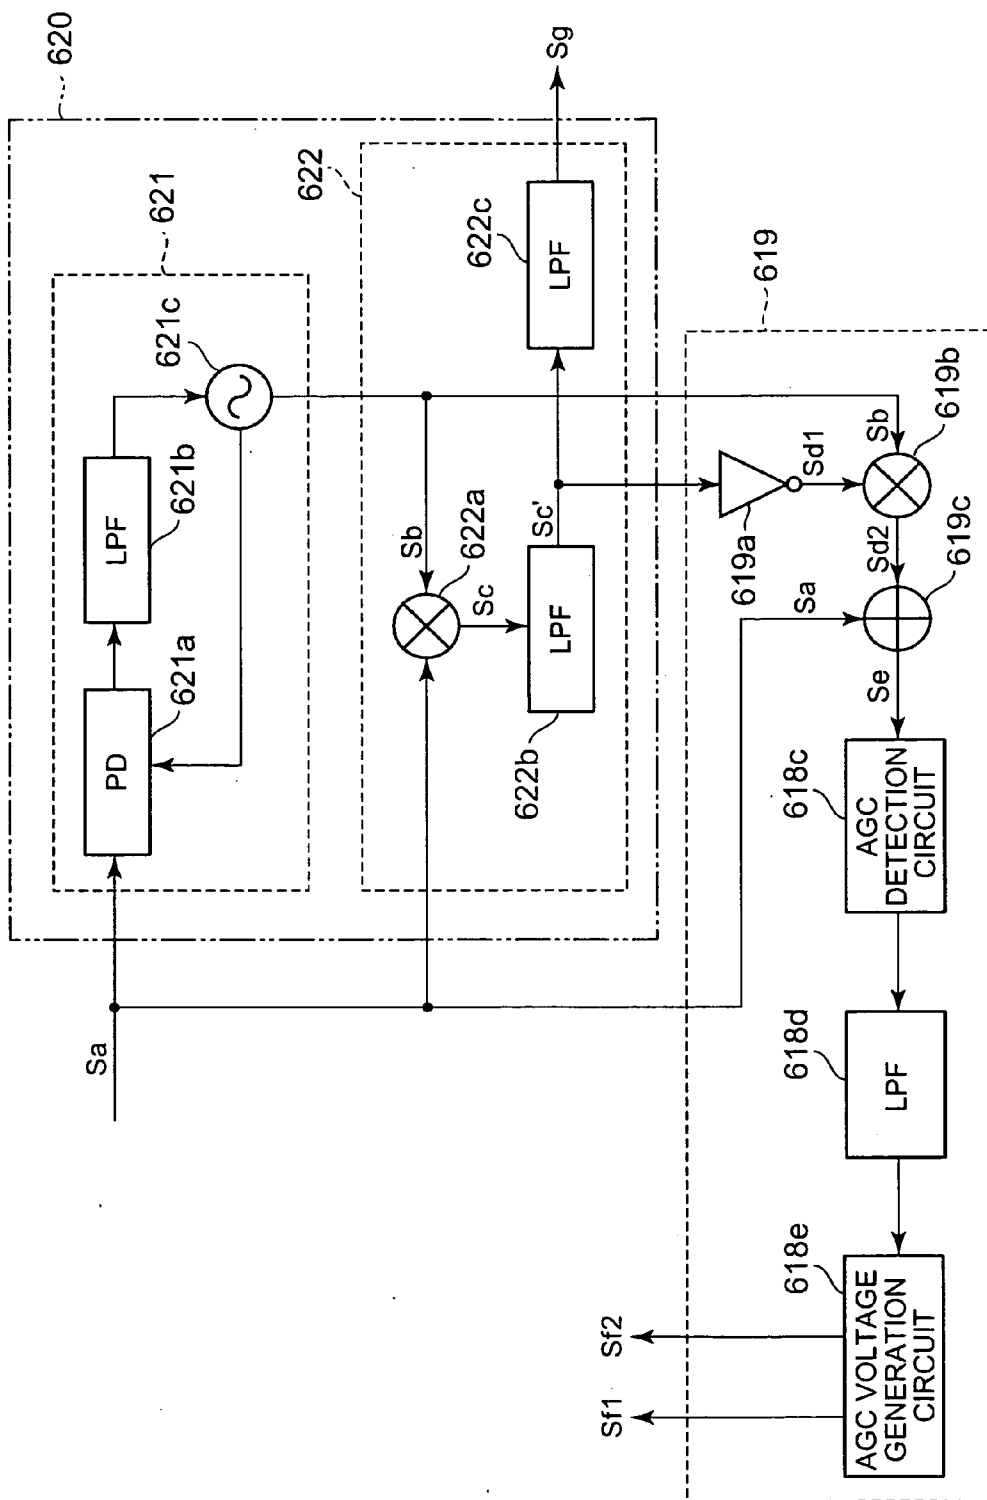 620
Sa
621
PD
621a
LPF
621b
621c
622
Sb
622a
Sc
LPF
622b
Sc'
LPF
622c
Sg
619
619a
Sd1
Sb
619b
Sd2
619c
Sa
Se
AGC
DETECTION
CIRCUIT
618c
LPF
618d
AGC VOLTAGE
GENERATION
CIRCUIT
618e
Sf1
Sf2